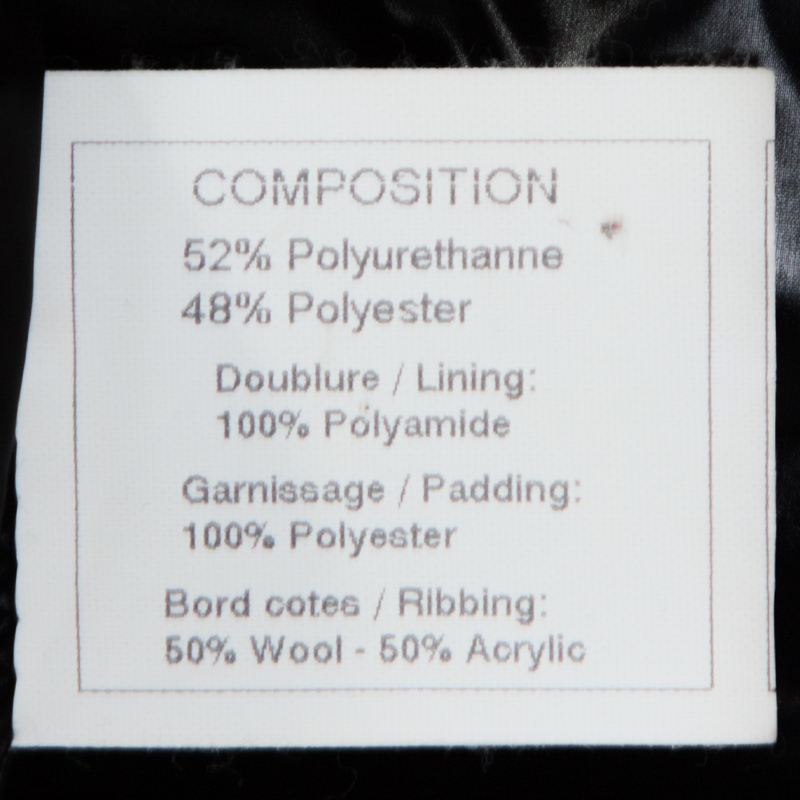 COMPOSITION
52% Polyurethanne
48% Polyester
Doublure / Lining:
100% Polyamide
Garnissage / Padding:
100% Polyester
Bord cotes / Ribbing:
50% Wool - 50% Acrylic